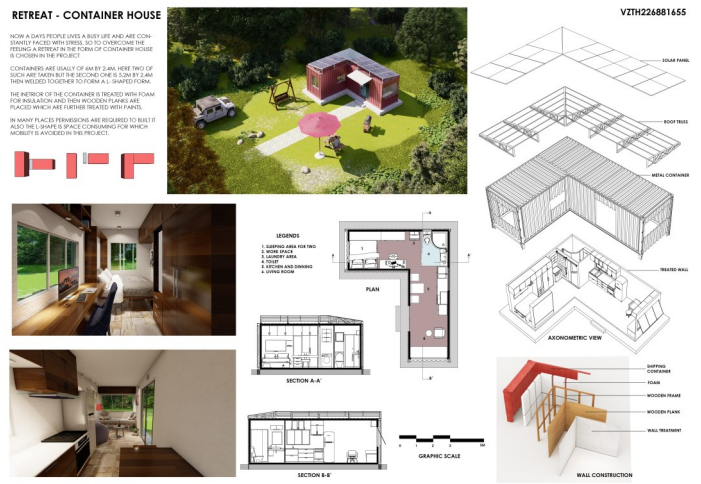 RETREAT - CONTAINER HOUSE
VZTH226881655
NOW A DAYS PEOPLE LIVES A BUSY LIFE AND ARE CON-
STANTLY FACED WITH STRESS, SO TO OVERCOME THE
FEELING A RETREAT IN THE FORM OF CONTAINER HOUSE
IS CHOSEN IN THE PROJECT
CONTAINERS ARE USALLY OF 6M BY 2.4M, HERE TWO OF
SUCH ARE TAKEN BUT THE SECOND ONE IS 5.2M BY 2.4M
THEN WELDED TOGETHER TO FORM A L- SHAPED FORM.
THE INETRIOR OF THE CONTAINER IS TREATED WITH FOAM
FOR INSULATION AND THEN WOODEN PLANKS ARE
PLACED WHICH ARE FURTHER TREATED WITH PAINTS.
IN MANY PLACES PERMISSIONS ARE REQUIRED TO BUILT IT
ALSO THE L-SHAPE IS SPACE CONSUMING FOR WHICH
MOBILITY IS AVOIDED IN THIS PROJECT.
SOLAR PANEL
ROOF TRUSS
METAL CONTAINER
TREATED WALL
AXONOMETRIC VIEW
LEGENDS
1. SLEEPING AREA FOR TWO
2. WORK SPACE
3. LAUNDRY AREA
4. TOILET
5. KITCHEN AND DINNING
6. LIVING ROOM
PLAN
SECTION A-A'
SECTION B-B'
GRAPHIC SCALE
SHIPPING
CONTAINER
FOAM
WOODEN FRAME
WOODEN PLANK
WALL TREATMENT
WALL CONSTRUCTION